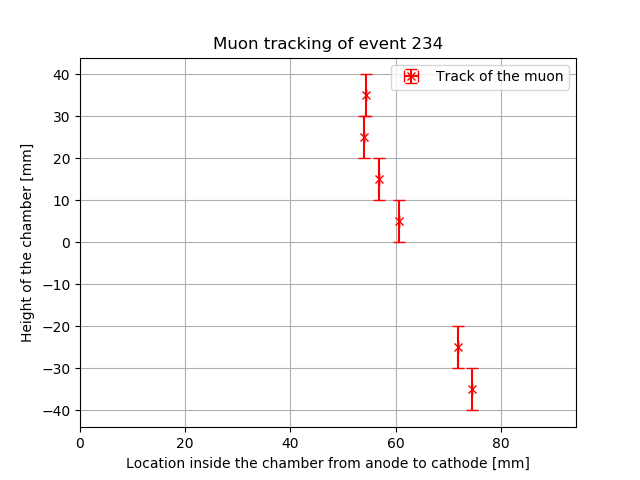 Muon tracking of event 234
Track of the muon
Height of the chamber [mm]
40
30
20
10
0
−10
−20
−30
−40
0 20 40 60 80
Location inside the chamber from anode to cathode [mm]